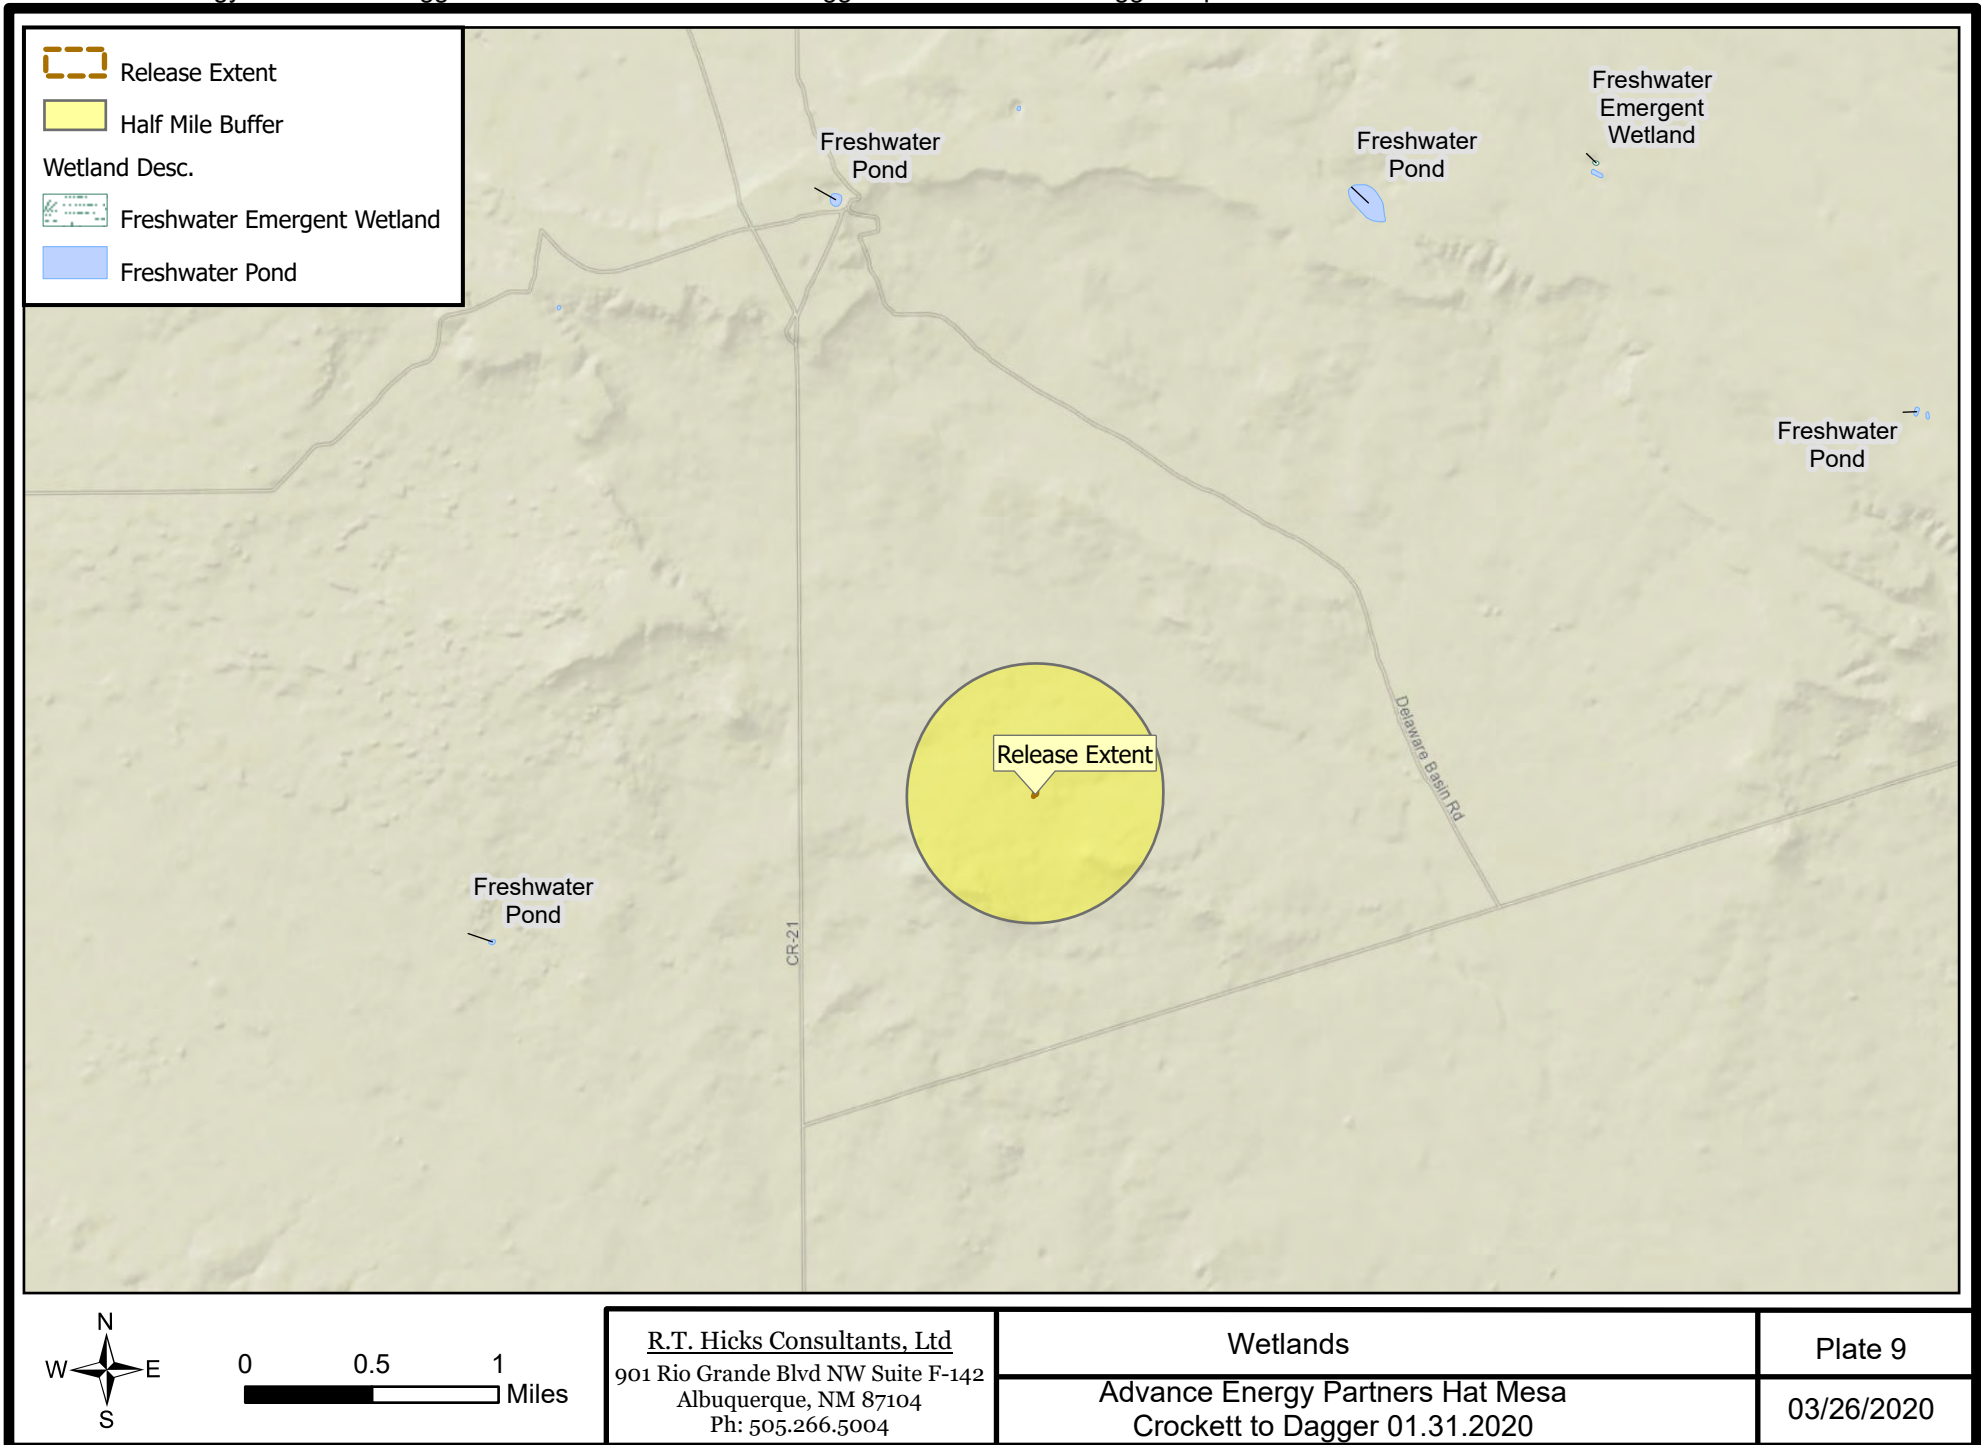 Release Extent
Half Mile Buffer
Wetland Desc.
Freshwater Emergent Wetland
Freshwater Pond
Freshwater
Pond
Freshwater
Pond
Freshwater
Emergent
Wetland
Freshwater
Pond
Release Extent
Delaware Basin Rd
Freshwater
Pond
CR-21
N
W E
S
0 0.5 1
Miles
R.T. Hicks Consultants, Ltd
901 Rio Grande Blvd NW Suite F-142
Albuquerque, NM 87104
Ph: 505.266.5004
Wetlands
Advance Energy Partners Hat Mesa
Crockett to Dagger 01.31.2020
Plate 9
03/26/2020